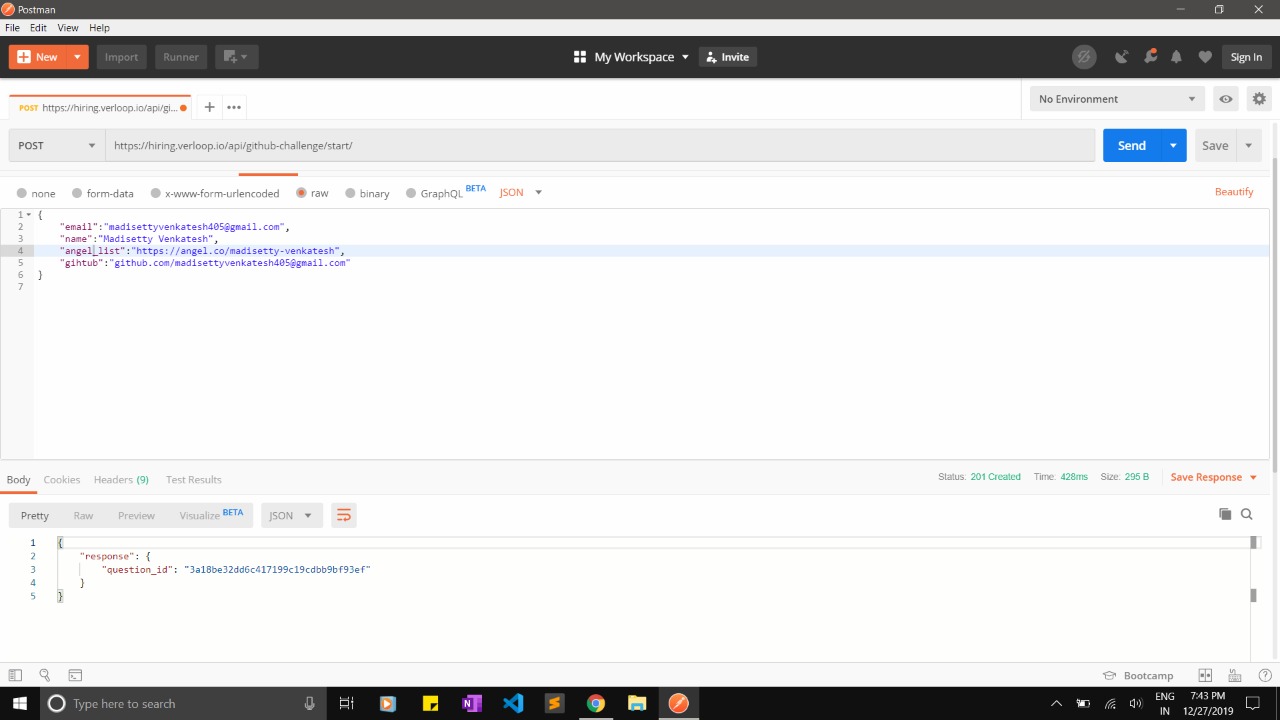 Postman
File Edit View Help
New Import Runner My Workspace Invite Sign In
POST https://hiring.verloop.io/api/gi... No Environment
POST https://hiring.verloop.io/api/github-challenge/start/ Send Save
none form-data x-www-form-urlencoded raw binary GraphQL BETA JSON Beautify
1 {
2 "email":"madisettyvenkatesh405@gmail.com",
3 "name":"Madisetty Venkatesh",
4 "angel_list":"https://angel.co/madisetty-venkatesh",
5 "gihtub":"github.com/madisettyvenkatesh405@gmail.com"
6 }
7
Body Cookies Headers (9) Test Results Status: 201 Created Time: 428ms Size: 295 B Save Response
Pretty Raw Preview Visualize BETA JSON
1 {
2 "response": {
3 "question_id": "3a18be32dd6c417199c19cdbb9bf93ef"
4 }
5 }
Bootcamp
Type here to search
ENG 7:43 PM
IN 12/27/2019